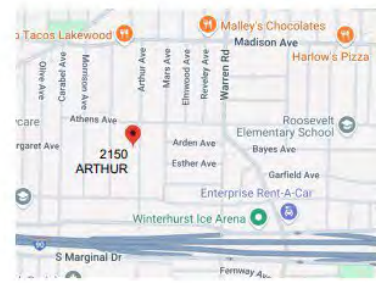 Malley's Chocolates
o Tacos Lakewood
Madison Ave
Harlow's Pizza
Olive Ave
Carabel Ave
Morrison Ave
Arthur Ave
Mars Ave
Elmwood Ave
Reveley Ave
Warren Rd
Athens Ave
Roosevelt
Elementary School
care
rgaret Ave
2150
ARTHUR
Arden Ave
Bayes Ave
Esther Ave
Garfield Ave
Enterprise Rent-A-Car
Winterhurst Ice Arena
90
S Marginal Dr
Fernway Ave